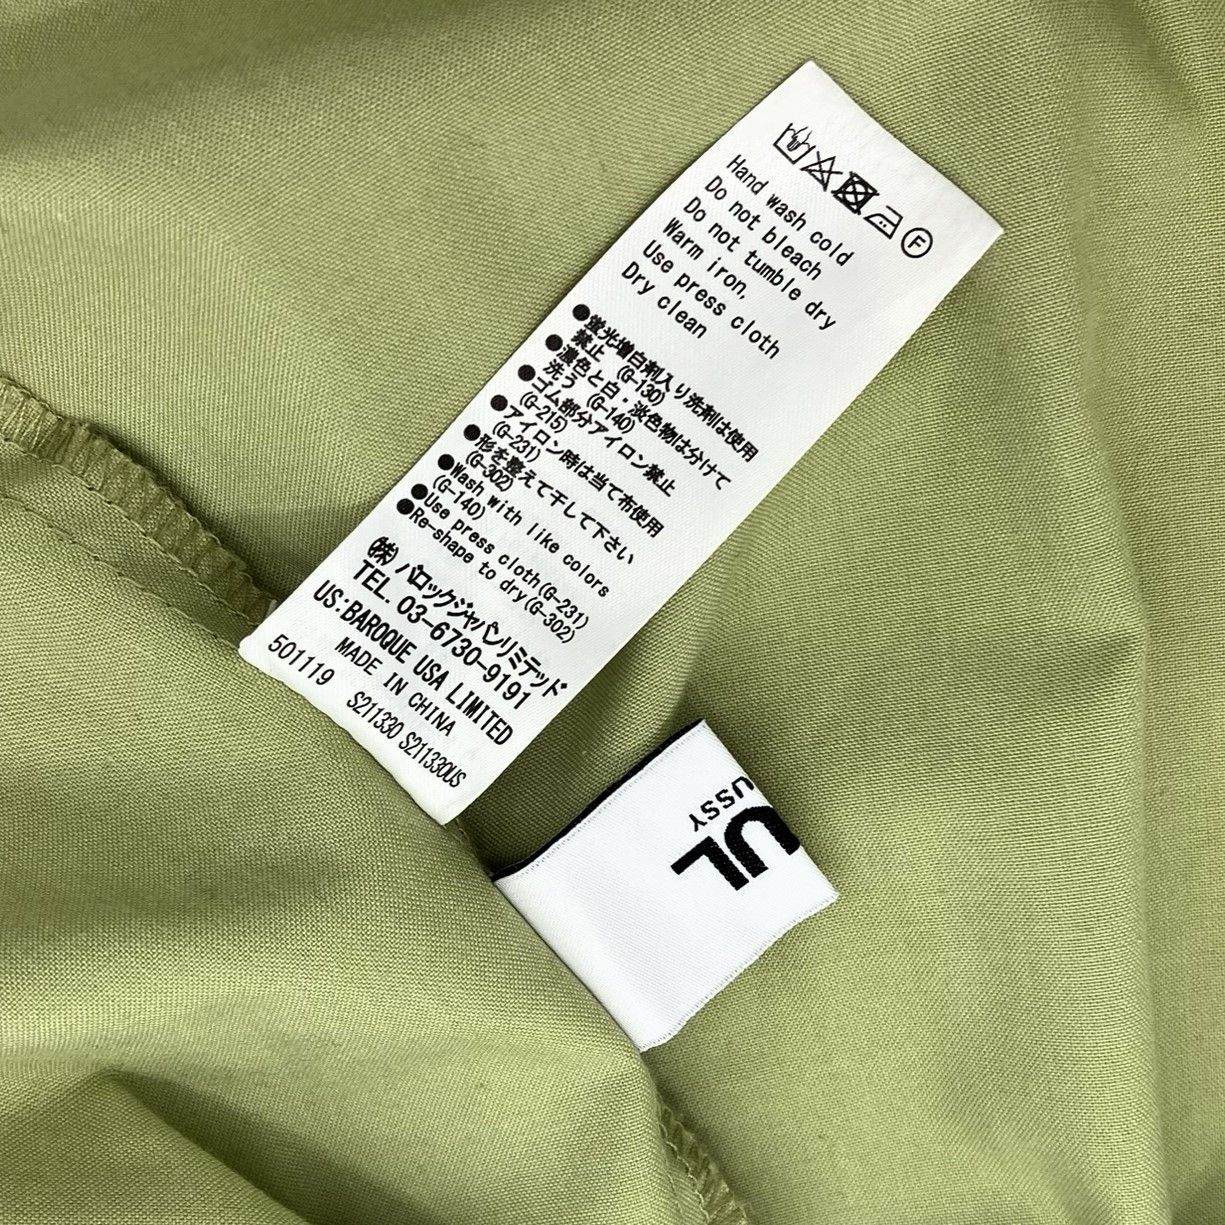 F
Hand wash cold
Do not bleach
Do not tumble dry
Warm iron,
Use press cloth
Dry clean
●蛍光増白剤入り洗剤は使用
禁止 (G-130)
●濃色と白・淡色物は分けて
洗う (G-140)
●ゴム部分アイロン禁止
(G-215)
●アイロン時は当て布使用
(G-231)
●形を整えて干して下さい
(G-302)
●Wash with like colors
(G-140)
●Use press cloth(G-231)
●Re-shape to dry(G-302)
(株)バロックジャパンリミテッド
TEL. 03-6730-9191
US:BAROQUE USA LIMITED
MADE IN CHINA
501119 S211330 S211330US
USSY
UL